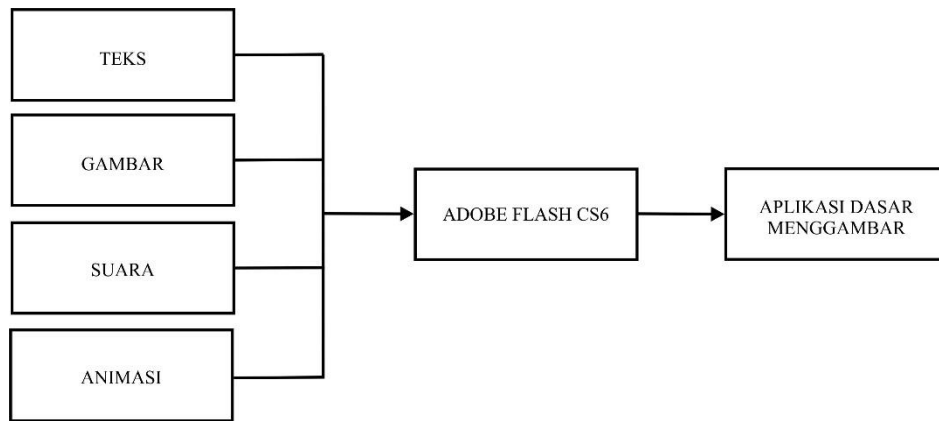 TEKS
GAMBAR
SUARA
ANIMASI
ADOBE FLASH CS6
APLIKASI DASAR
MENGGAMBAR